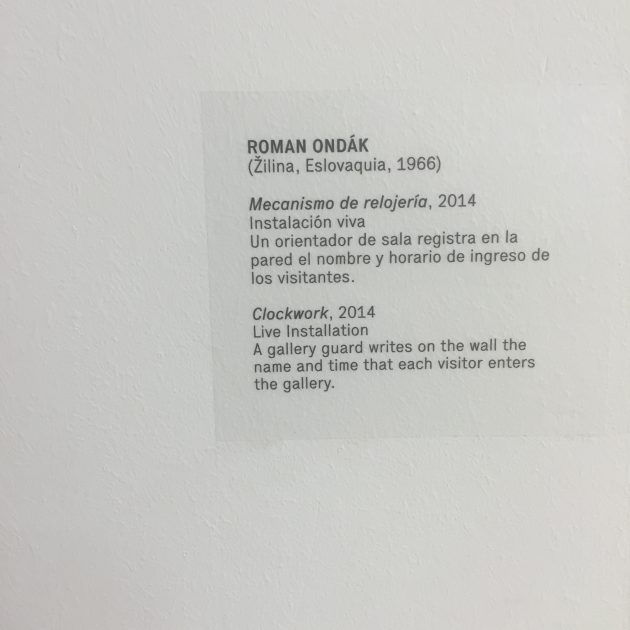 ROMAN ONDÁK
(Žilina, Eslovaquia, 1966)
Mecanismo de relojería, 2014
Instalación viva
Un orientador de sala registra en la
pared el nombre y horario de ingreso de
los visitantes.
Clockwork, 2014
Live Installation
A gallery guard writes on the wall the
name and time that each visitor enters
the gallery.